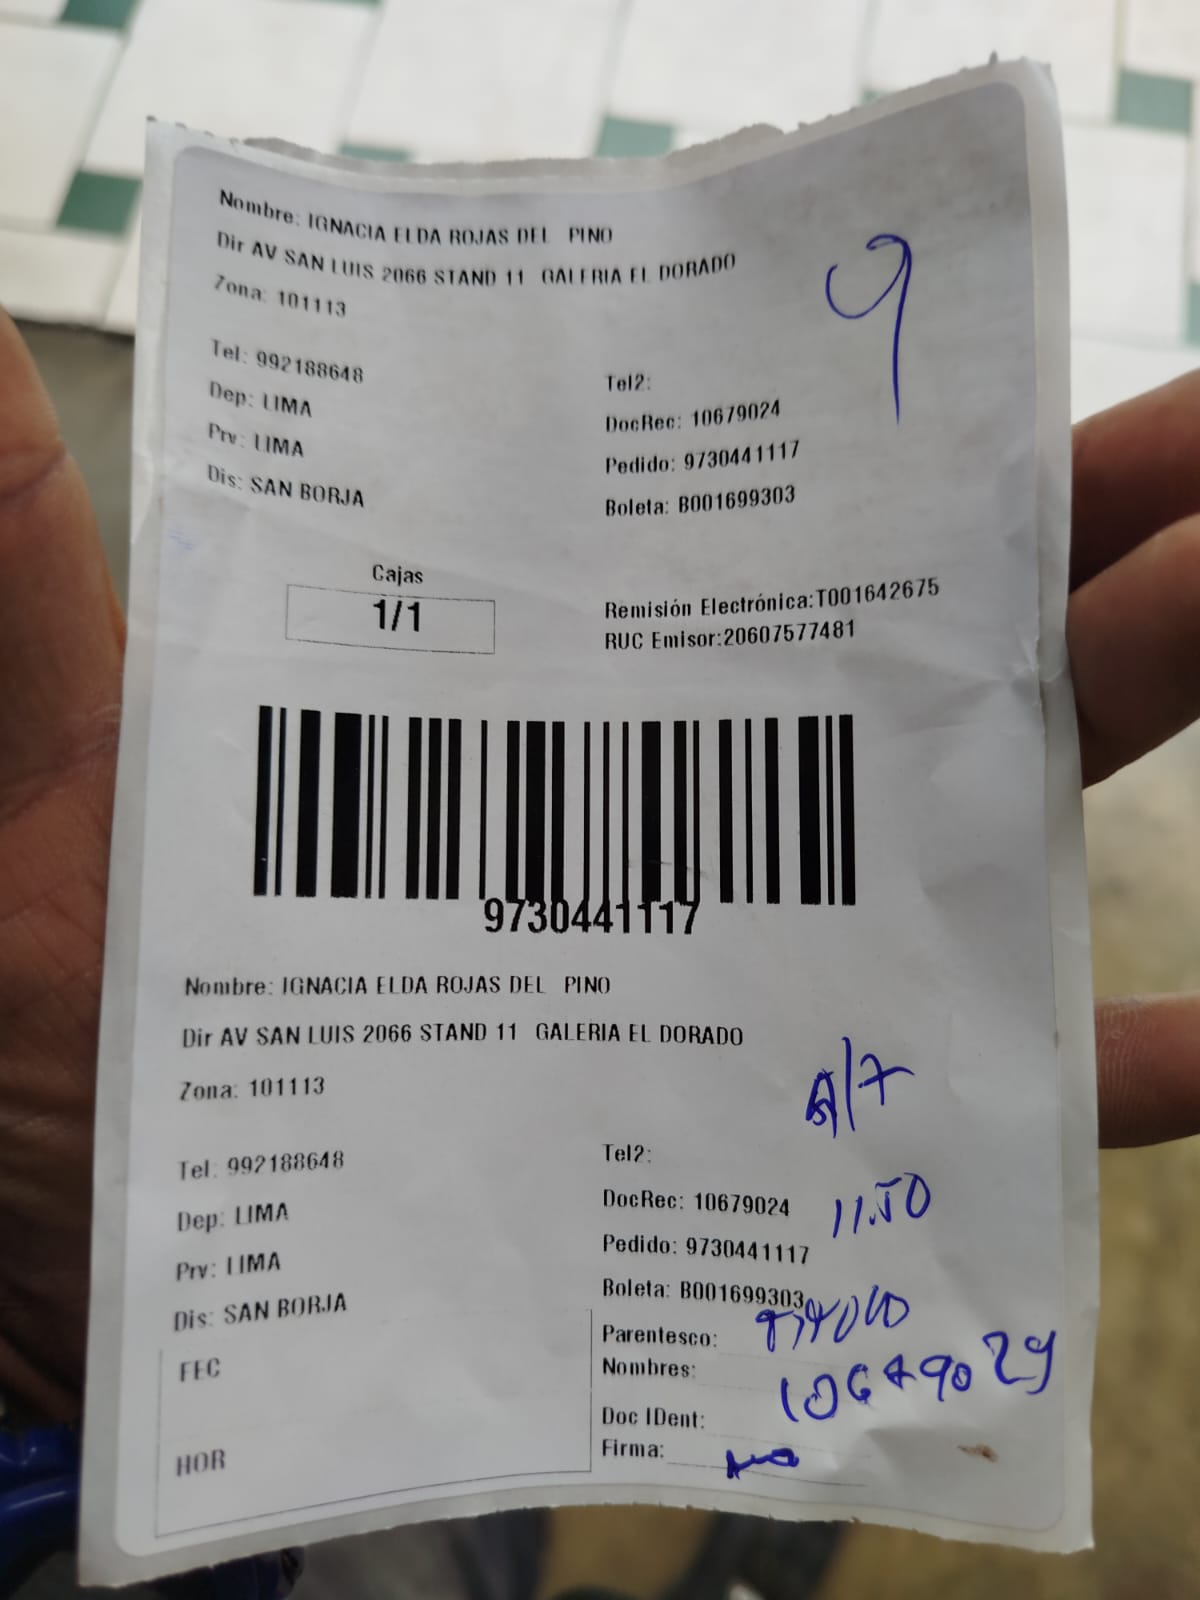 Nombre: IGNACIA ELDA ROJAS DEL PINO
Dir AV SAN LUIS 2066 STAND 11 GALERIA EL DORADO
Zona: 101113
9
Tel: 992188648
Tel2:
Dep: LIMA
DocRec: 10679024
Prv: LIMA
Pedido: 9730441117
Dis: SAN BORJA
Boleta: B001699303
Cajas
1/1
Remisión Electrónica:T001642675
RUC Emisor:20607577481
9730441117
Nombre: IGNACIA ELDA ROJAS DEL PINO
Dir AV SAN LUIS 2066 STAND 11 GALERIA EL DORADO
Zona: 101113
Tel: 992188648
Tel2:
Dep: LIMA
DocRec: 10679024
11.50
Prv: LIMA
Pedido: 9730441117
Dis: SAN BORJA
Boleta: B001699303
Parentesco:
Nombres:
Doc IDent:
Firma:
FEC
HOR